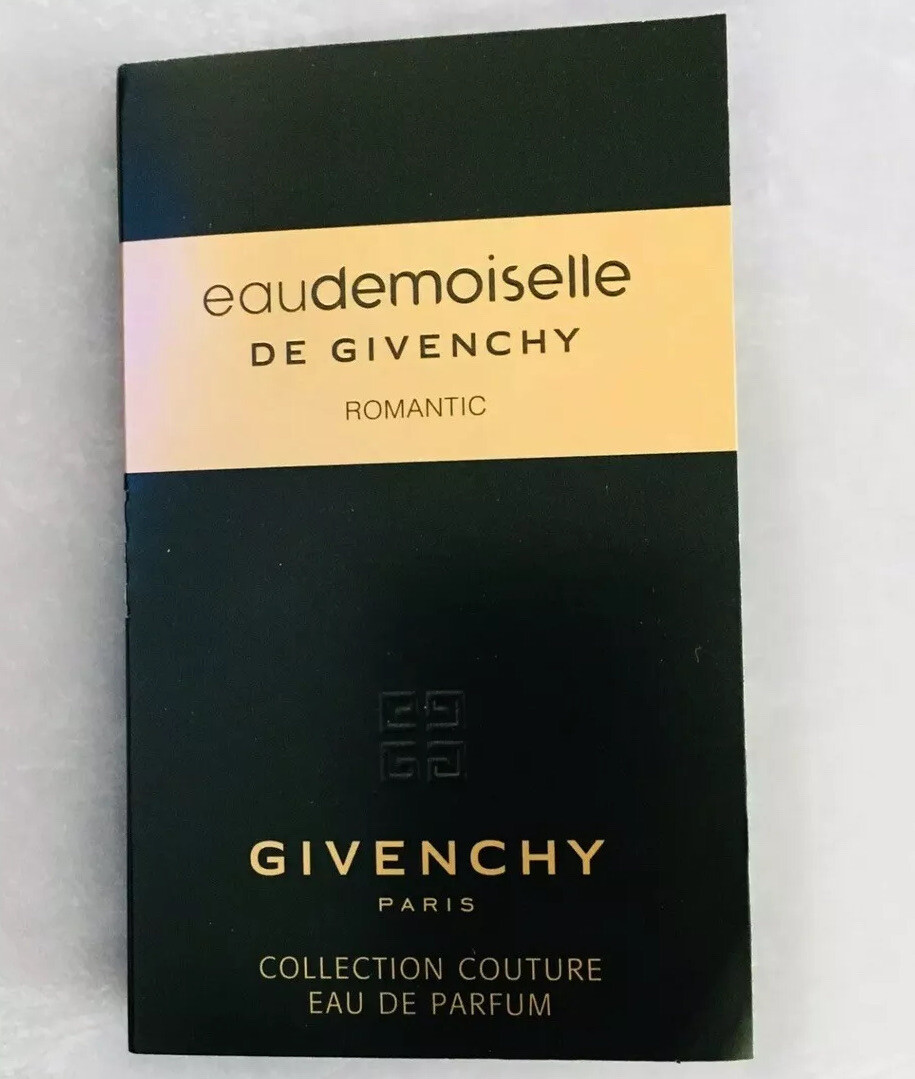 eaudemoiselle
DE GIVENCHY
ROMANTIC
GIVENCHY
PARIS
COLLECTION COUTURE
EAU DE PARFUM